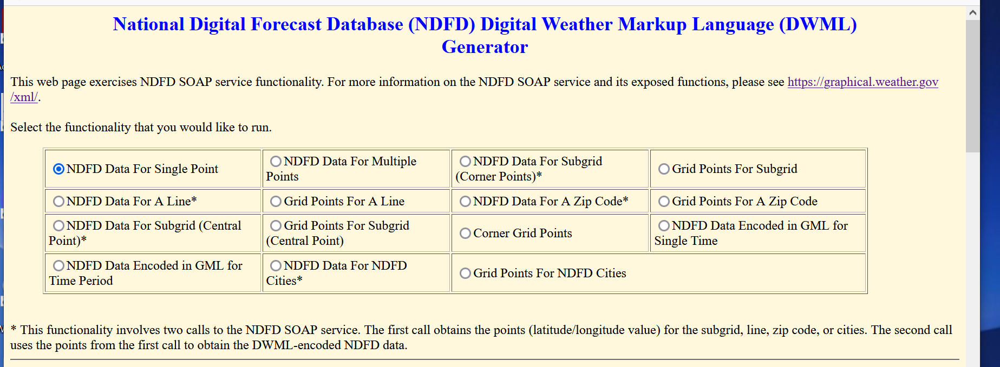 National Digital Forecast Database (NDFD) Digital Weather Markup Language (DWML)
Generator
This web page exercises NDFD SOAP service functionality. For more information on the NDFD SOAP service and its exposed functions, please see https://graphical.weather.gov
/xml/.
Select the functionality that you would like to run.
NDFD Data For Single Point
NDFD Data For Multiple
Points
NDFD Data For Subgrid
(Corner Points)*
Grid Points For Subgrid
NDFD Data For A Line*
Grid Points For A Line
NDFD Data For A Zip Code*
Grid Points For A Zip Code
NDFD Data For Subgrid (Central
Point)*
Grid Points For Subgrid
(Central Point)
Corner Grid Points
NDFD Data Encoded in GML for
Single Time
NDFD Data Encoded in GML for
Time Period
NDFD Data For NDFD
Cities*
Grid Points For NDFD Cities
* This functionality involves two calls to the NDFD SOAP service. The first call obtains the points (latitude/longitude value) for the subgrid, line, zip code, or cities. The second call
uses the points from the first call to obtain the DWML-encoded NDFD data.